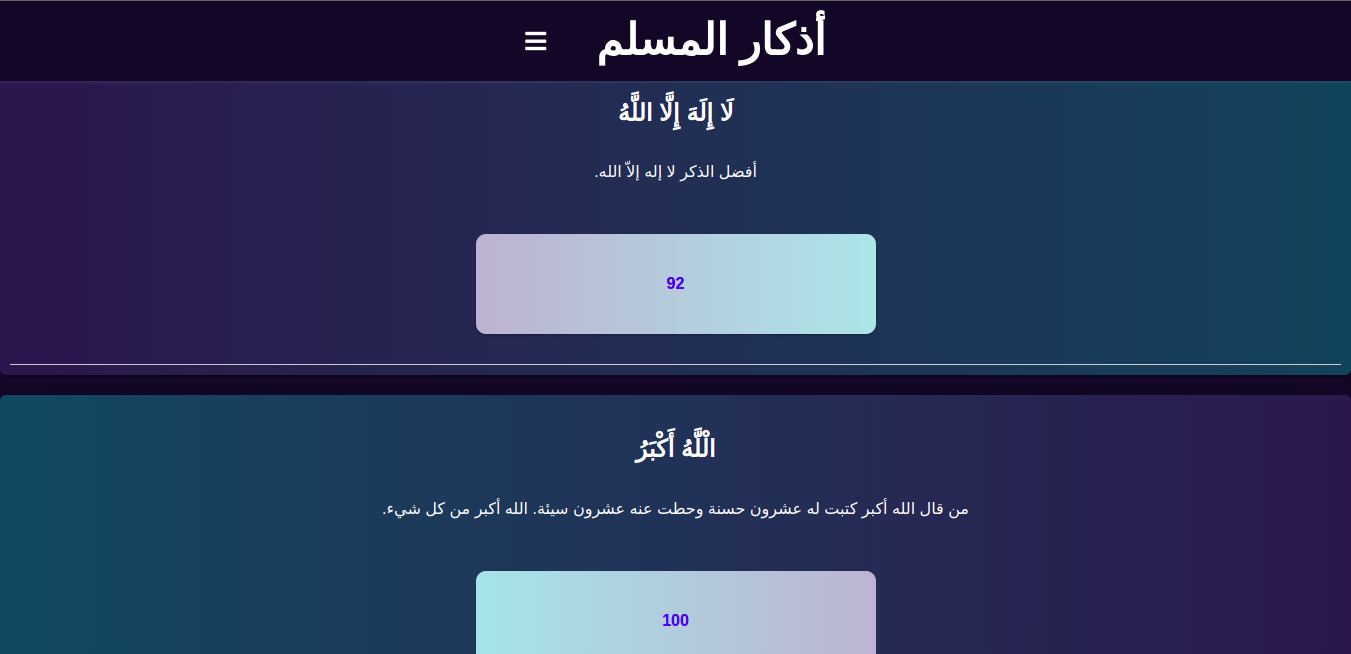 أذكار المسلم
لَا إِلَهَ إِلَّا اللَّهُ
أفضل الذكر لا إله إلاّ الله.
92
الْلَّهُ أَكْبَرُ
من قال الله أكبر كتبت له عشرون حسنة وحطت عنه عشرون سيئة. الله أكبر من كل شيء.
100